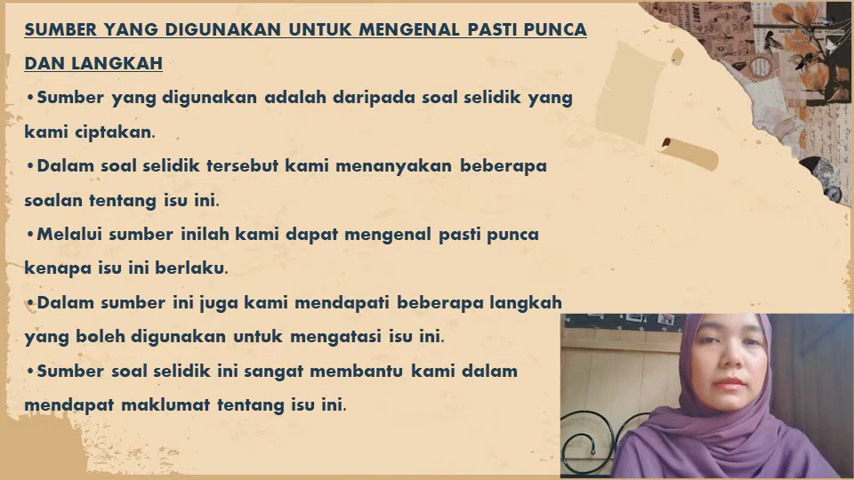 SUMBER YANG DIGUNAKAN UNTUK MENGENAL PASTI PUNCA
DAN LANGKAH
•Sumber yang digunakan adalah daripada soal selidik yang
kami ciptakan.
•Dalam soal selidik tersebut kami menanyakan beberapa
soalan tentang isu ini.
•Melalui sumber inilah kami dapat mengenal pasti punca
kenapa isu ini berlaku.
•Dalam sumber ini juga kami mendapati beberapa langkah
yang boleh digunakan untuk mengatasi isu ini.
•Sumber soal selidik ini sangat membantu kami dalam
mendapat maklumat tentang isu ini.